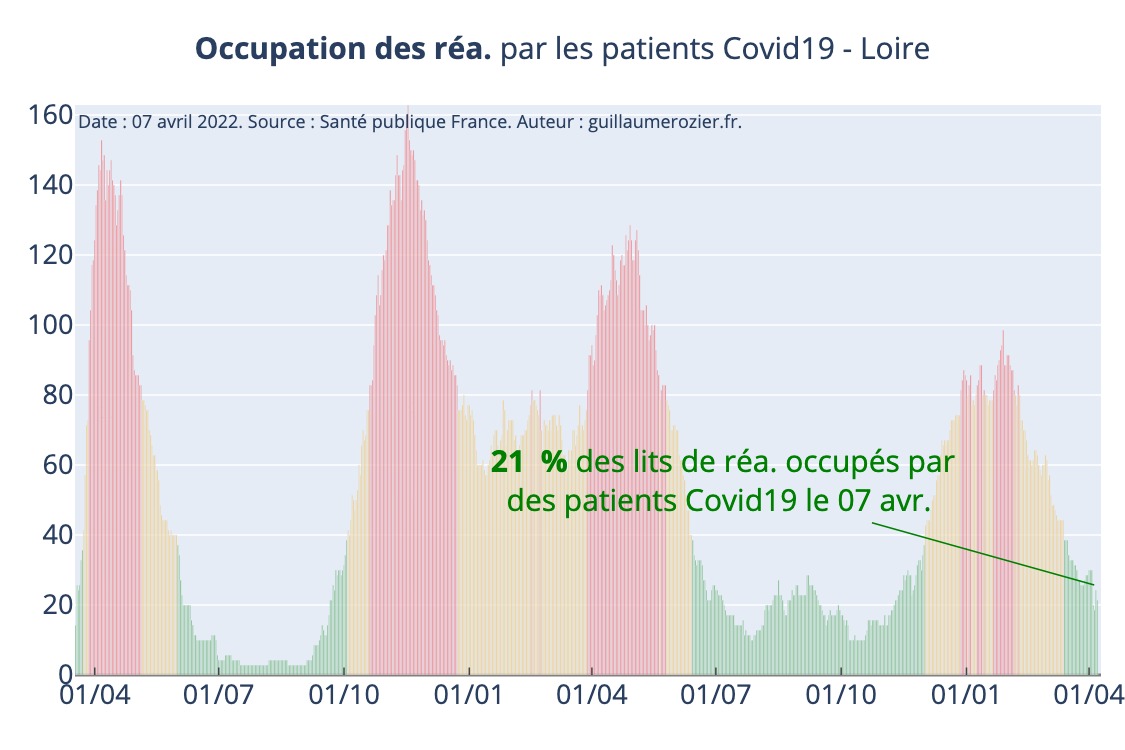 Occupation des réa. par les patients Covid19 - Loire
160
Date : 07 avril 2022. Source : Santé publique France. Auteur : guillaumerozier.fr.
140
120
100
80
60
21 % des lits de réa. occupés par
des patients Covid19 le 07 avr.
40
20
0
01/04 01/07 01/10 01/01 01/04 01/07 01/10 01/01 01/04